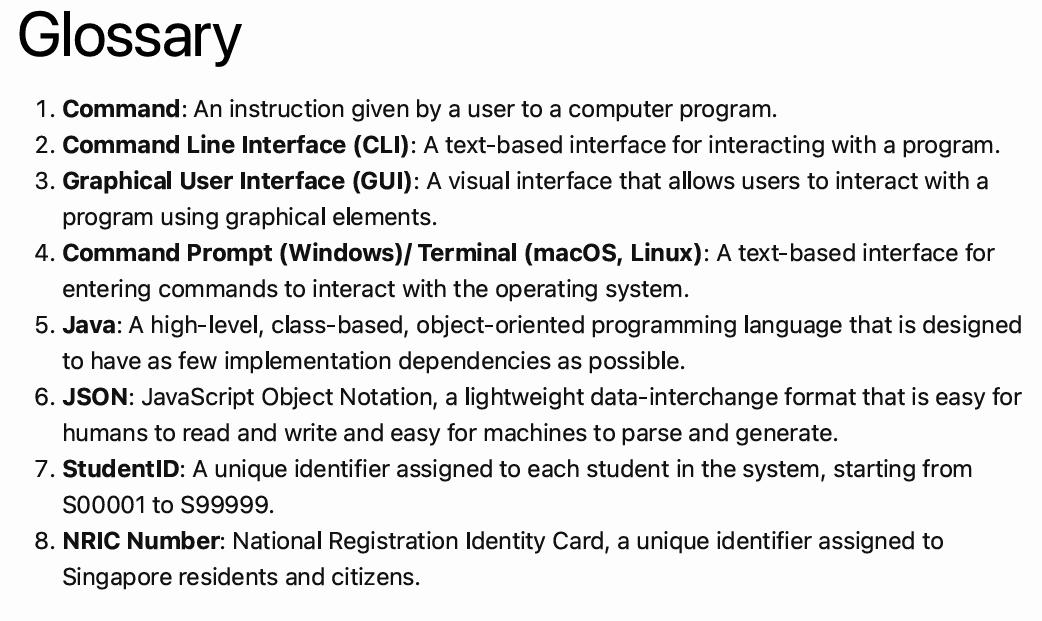 Glossary
1. Command: An instruction given by a user to a computer program.
2. Command Line Interface (CLI): A text-based interface for interacting with a program.
3. Graphical User Interface (GUI): A visual interface that allows users to interact with a
program using graphical elements.
4. Command Prompt (Windows)/ Terminal (macOS, Linux): A text-based interface for
entering commands to interact with the operating system.
5. Java: A high-level, class-based, object-oriented programming language that is designed
to have as few implementation dependencies as possible.
6. JSON: JavaScript Object Notation, a lightweight data-interchange format that is easy for
humans to read and write and easy for machines to parse and generate.
7. StudentID: A unique identifier assigned to each student in the system, starting from
S00001 to S99999.
8. NRIC Number: National Registration Identity Card, a unique identifier assigned to
Singapore residents and citizens.